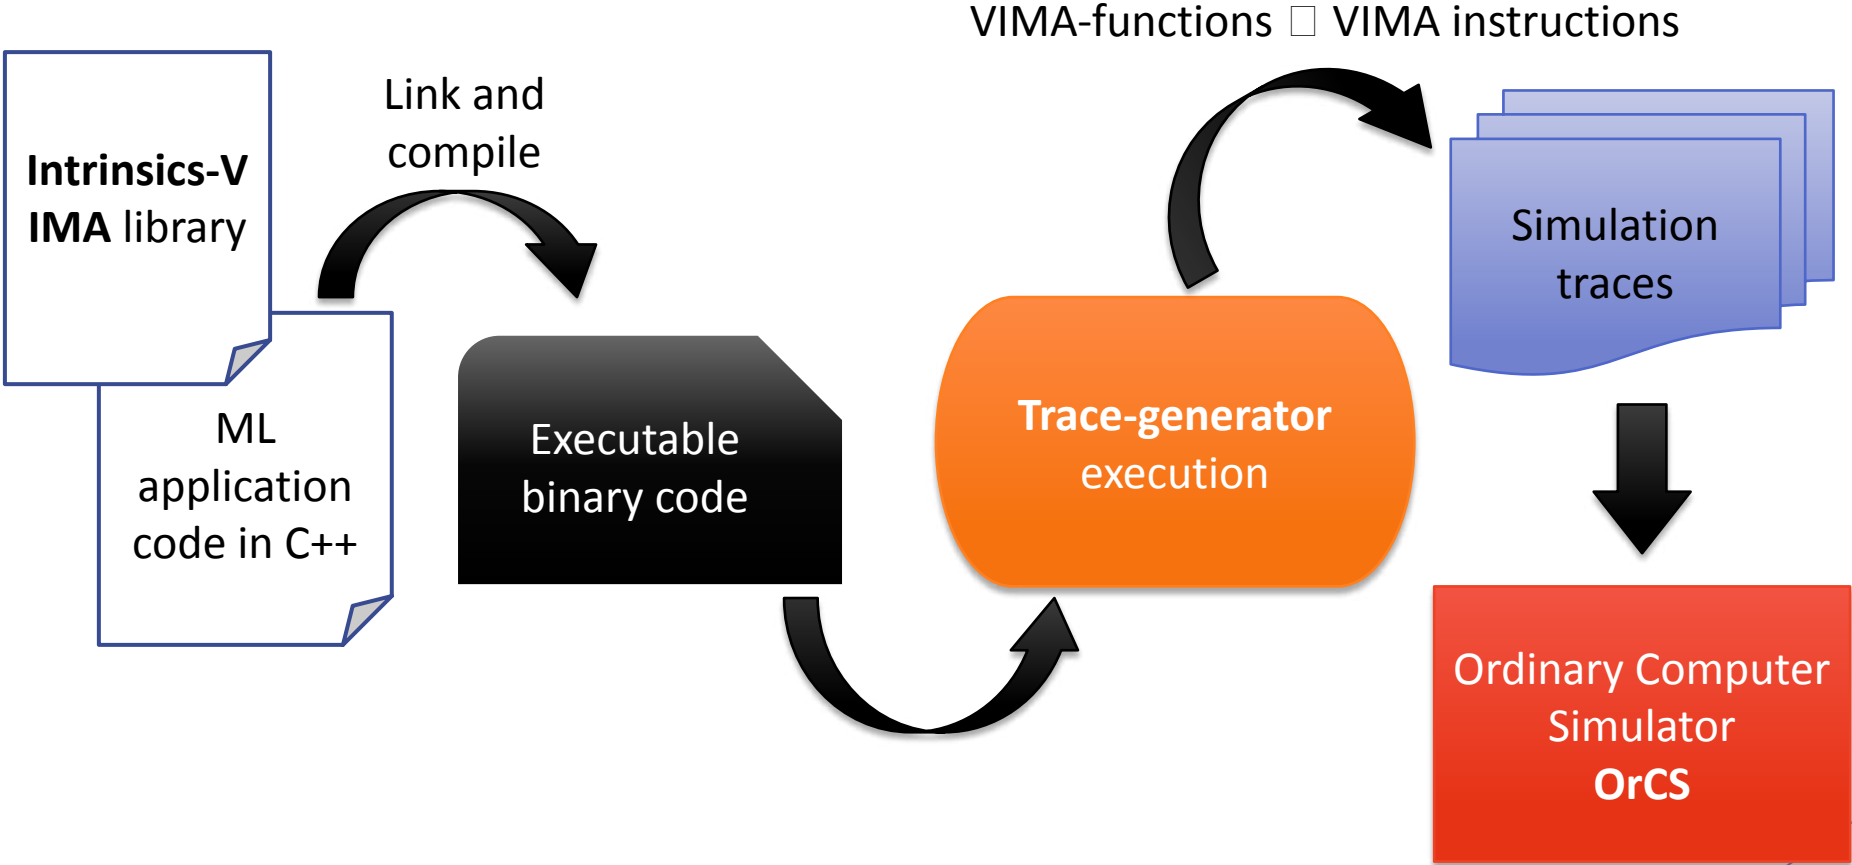 VIMA-functions □ VIMA instructions
Link and
compile
Intrinsics-V
IMA library
ML
application
code in C++
Executable
binary code
Trace-generator
execution
Simulation
traces
Ordinary Computer
Simulator
OrCS